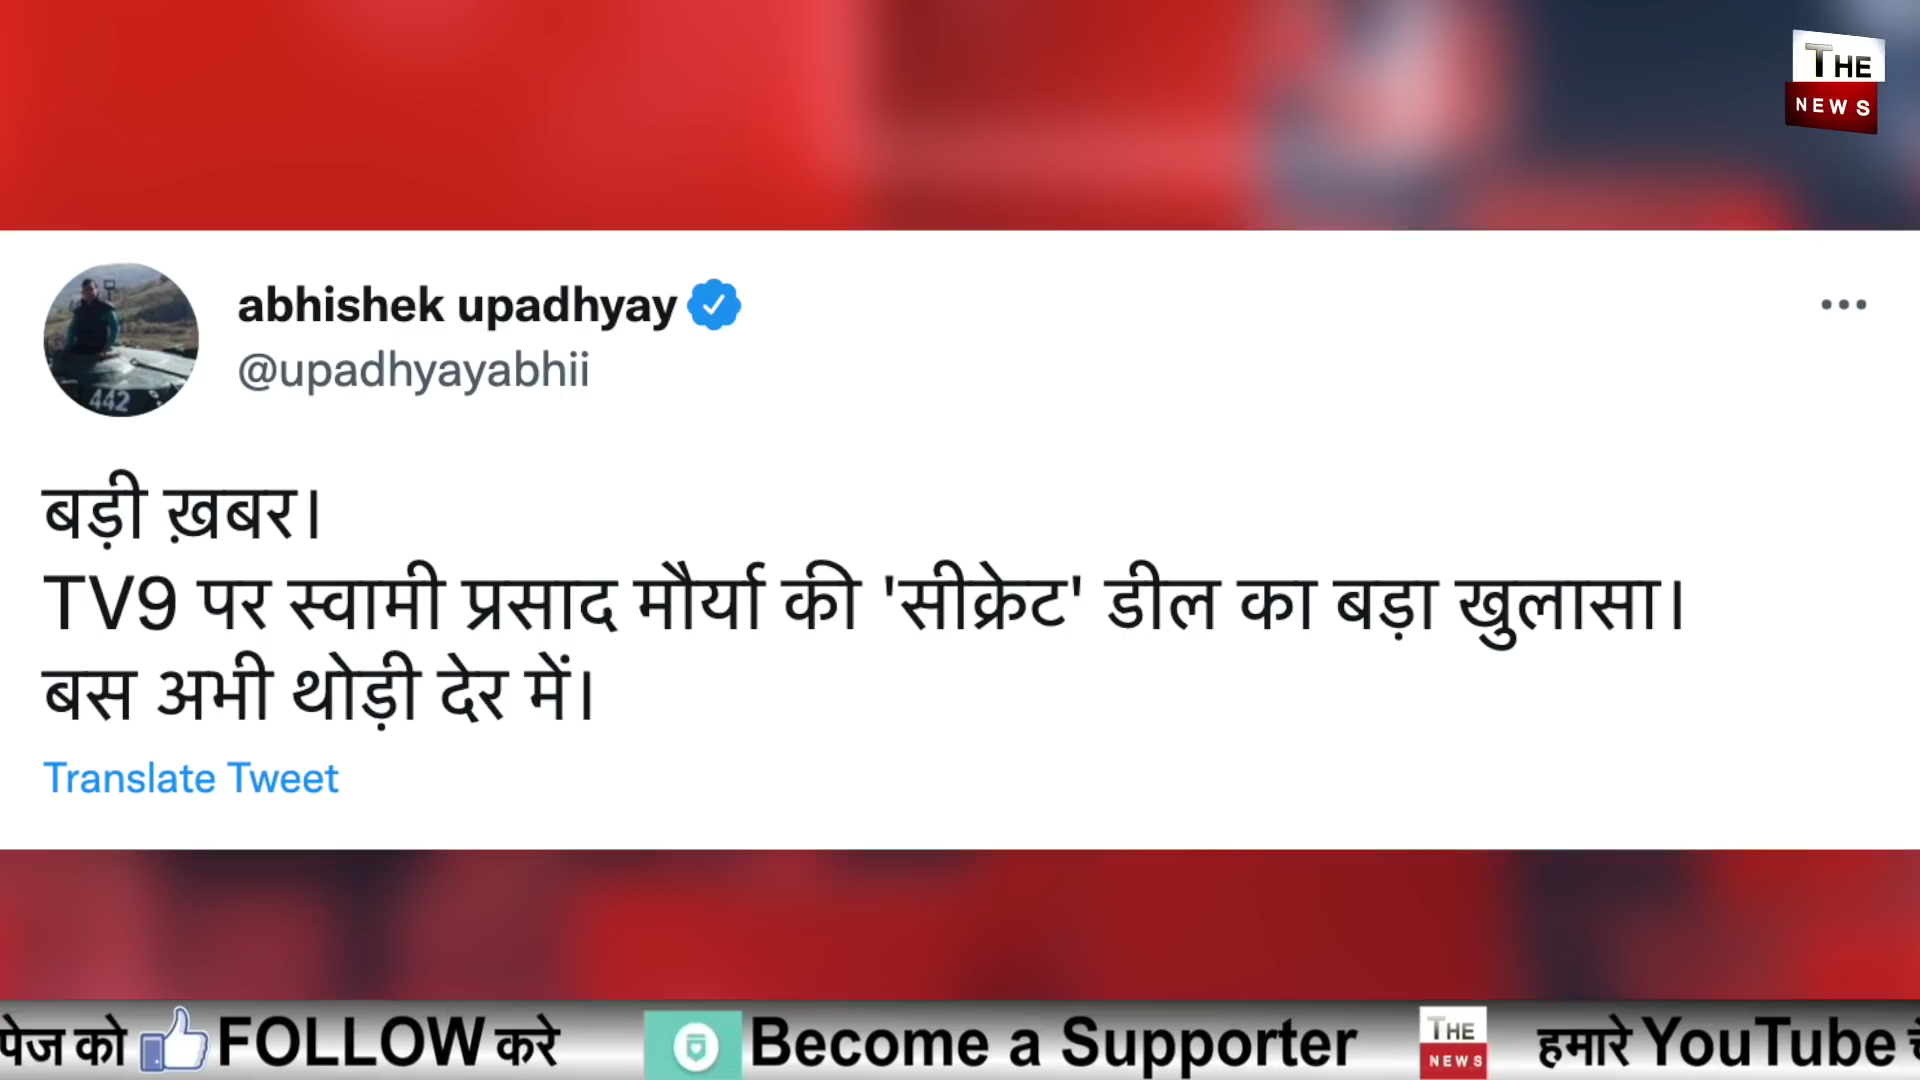 THE
NEWS
abhishek upadhyay
@upadhyayabhii
442
बड़ी ख़बर।
TV9 पर स्वामी प्रसाद मौर्या की 'सीक्रेट' डील का बड़ा खुलासा।
बस अभी थोड़ी देर में।
Translate Tweet
पेज को FOLLOW करे Become a Supporter THE NEWS हमारे YouTube